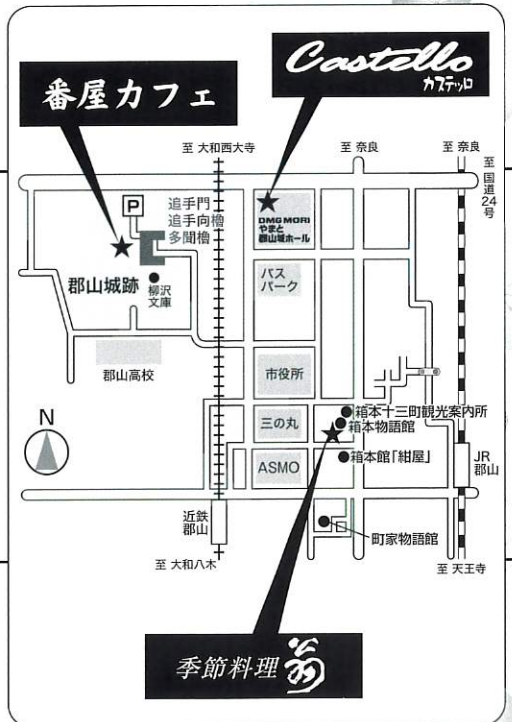 Castello
カステッロ
番屋カフェ
至 大和西大寺
至 奈良
至 奈良
至 国道24号
P
追手門
追手向櫓
多聞櫓
DMG MORI
やまと
郡山城ホール
郡山城跡
柳沢
文庫
バス
パーク
郡山高校
市役所
箱本十三町観光案内所
箱本物語館
三の丸
N
箱本館「紺屋」
ASMO
JR
郡山
近鉄
郡山
町家物語館
至 大和八木
至 天王寺
季節料理 翁